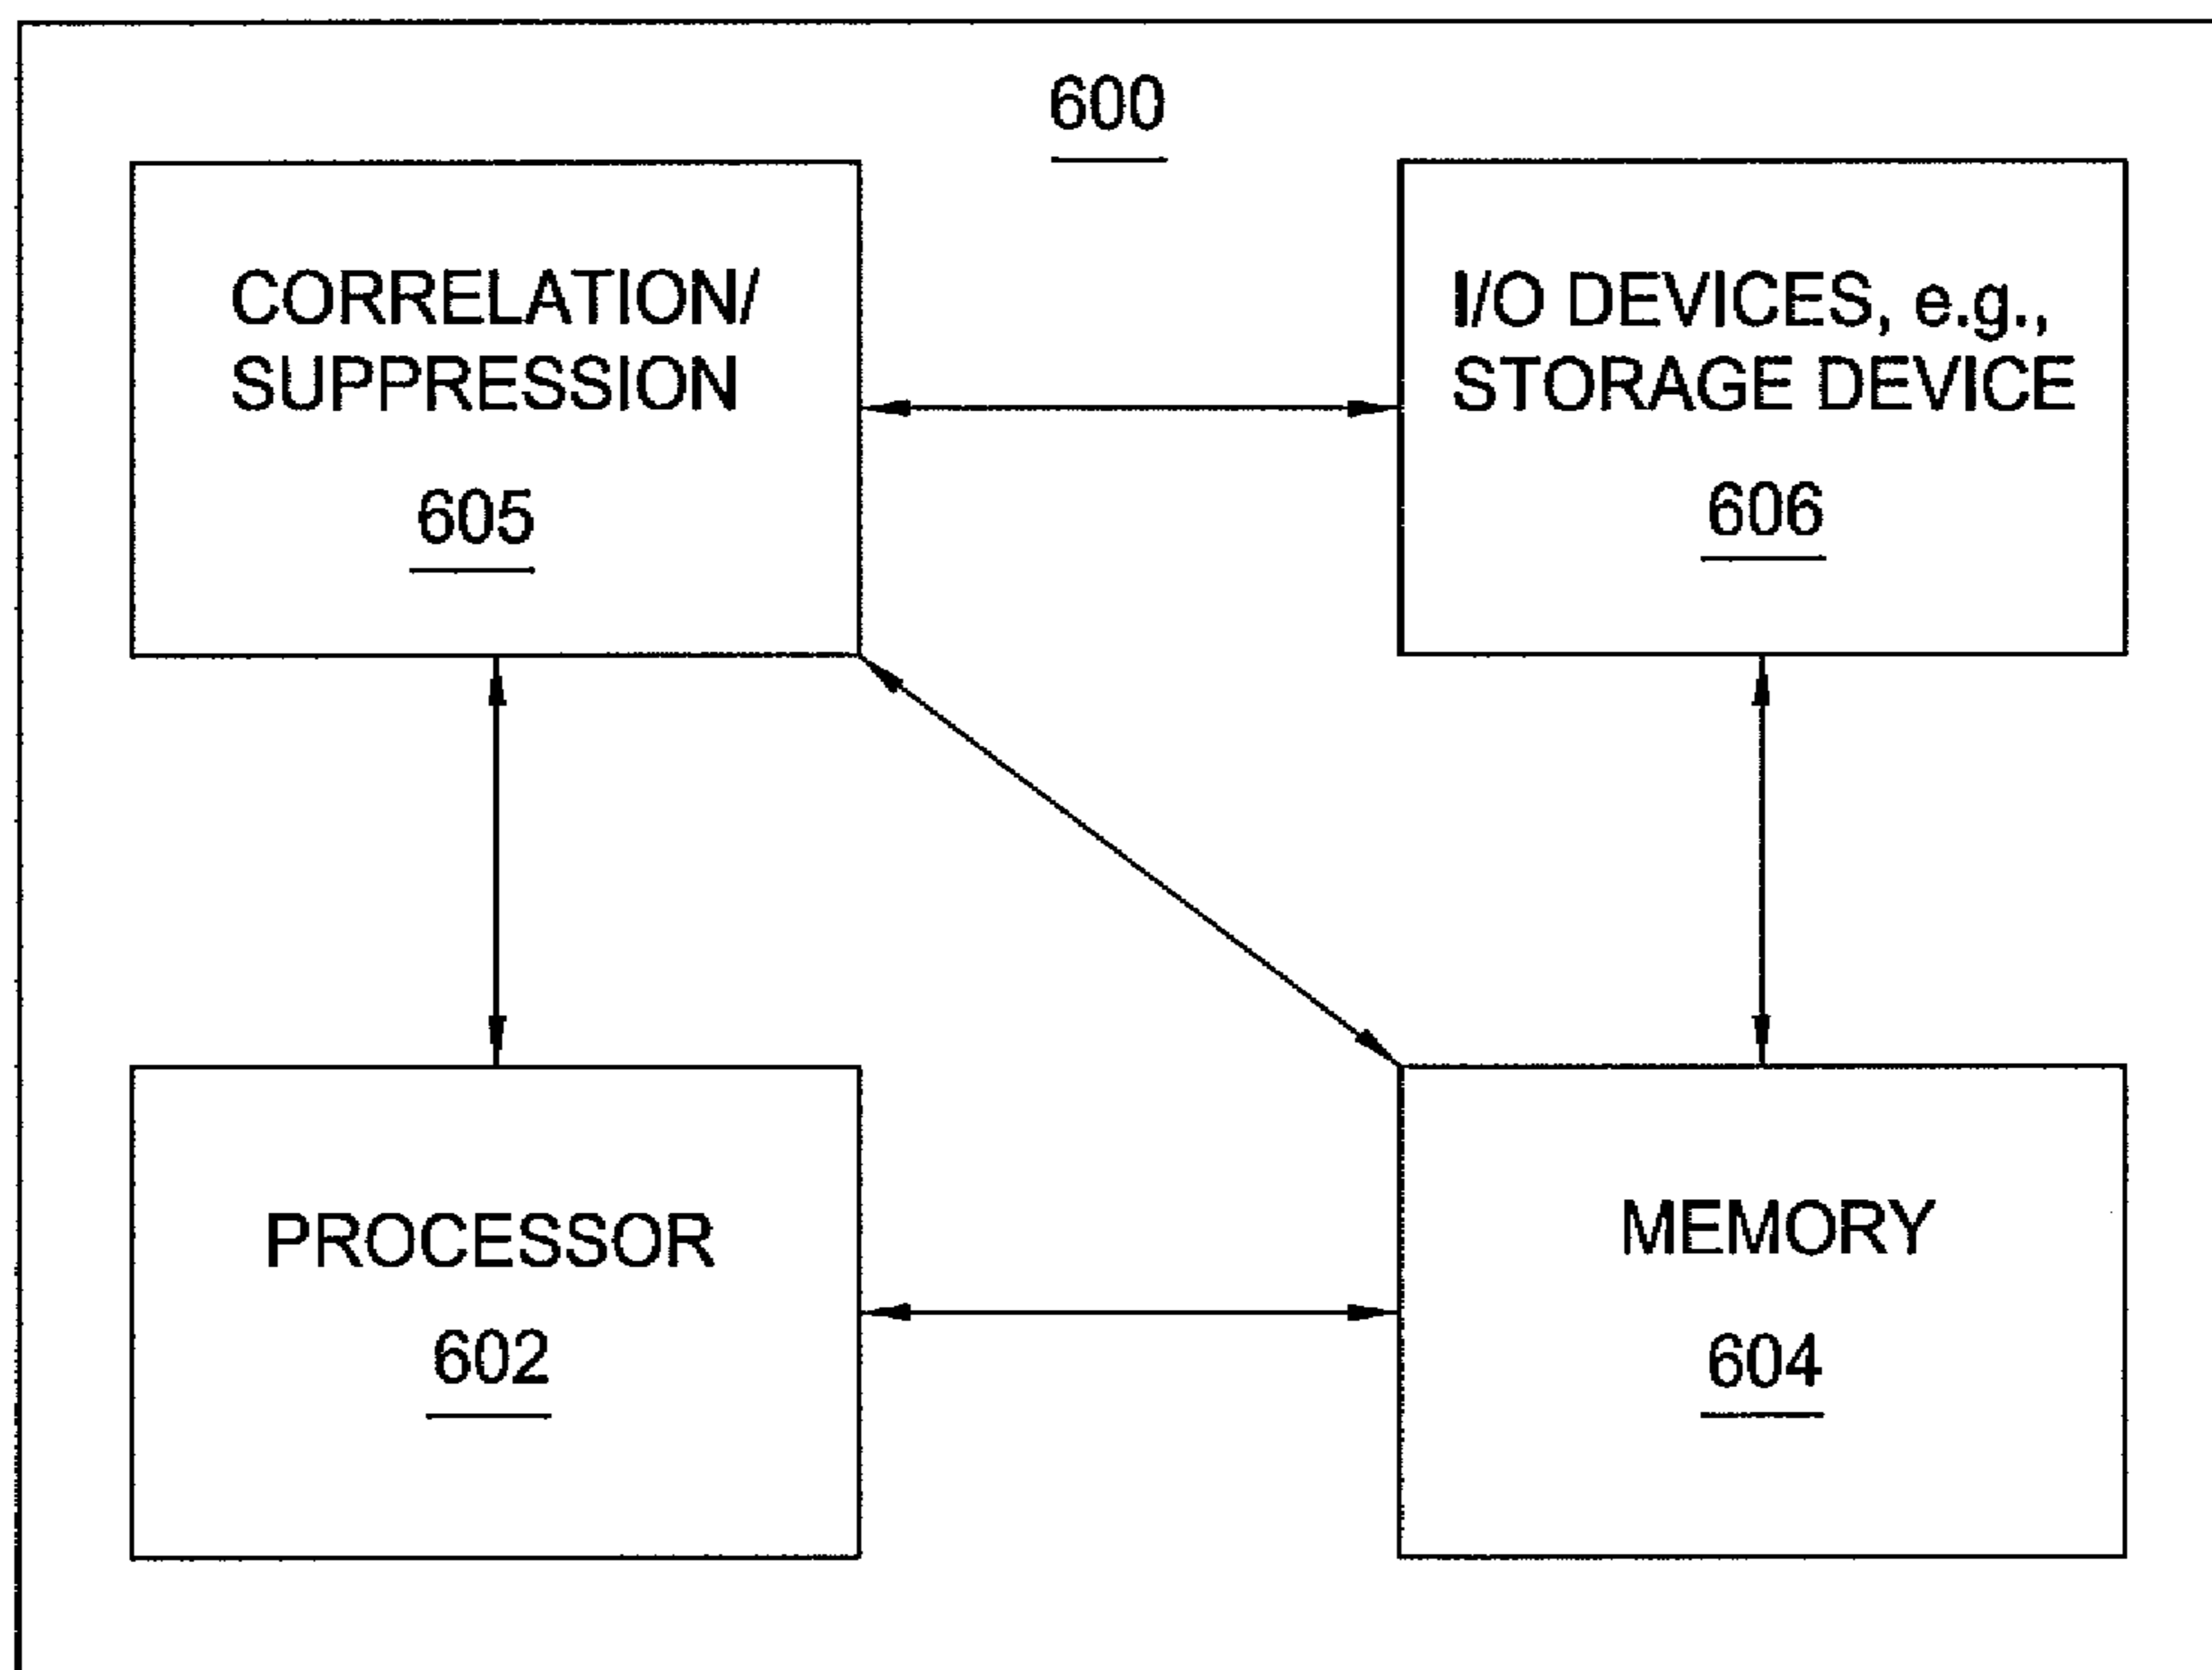 600
CORRELATION/
SUPPRESSION
605
I/O DEVICES, e.g.,
STORAGE DEVICE
606
PROCESSOR
602
MEMORY
604